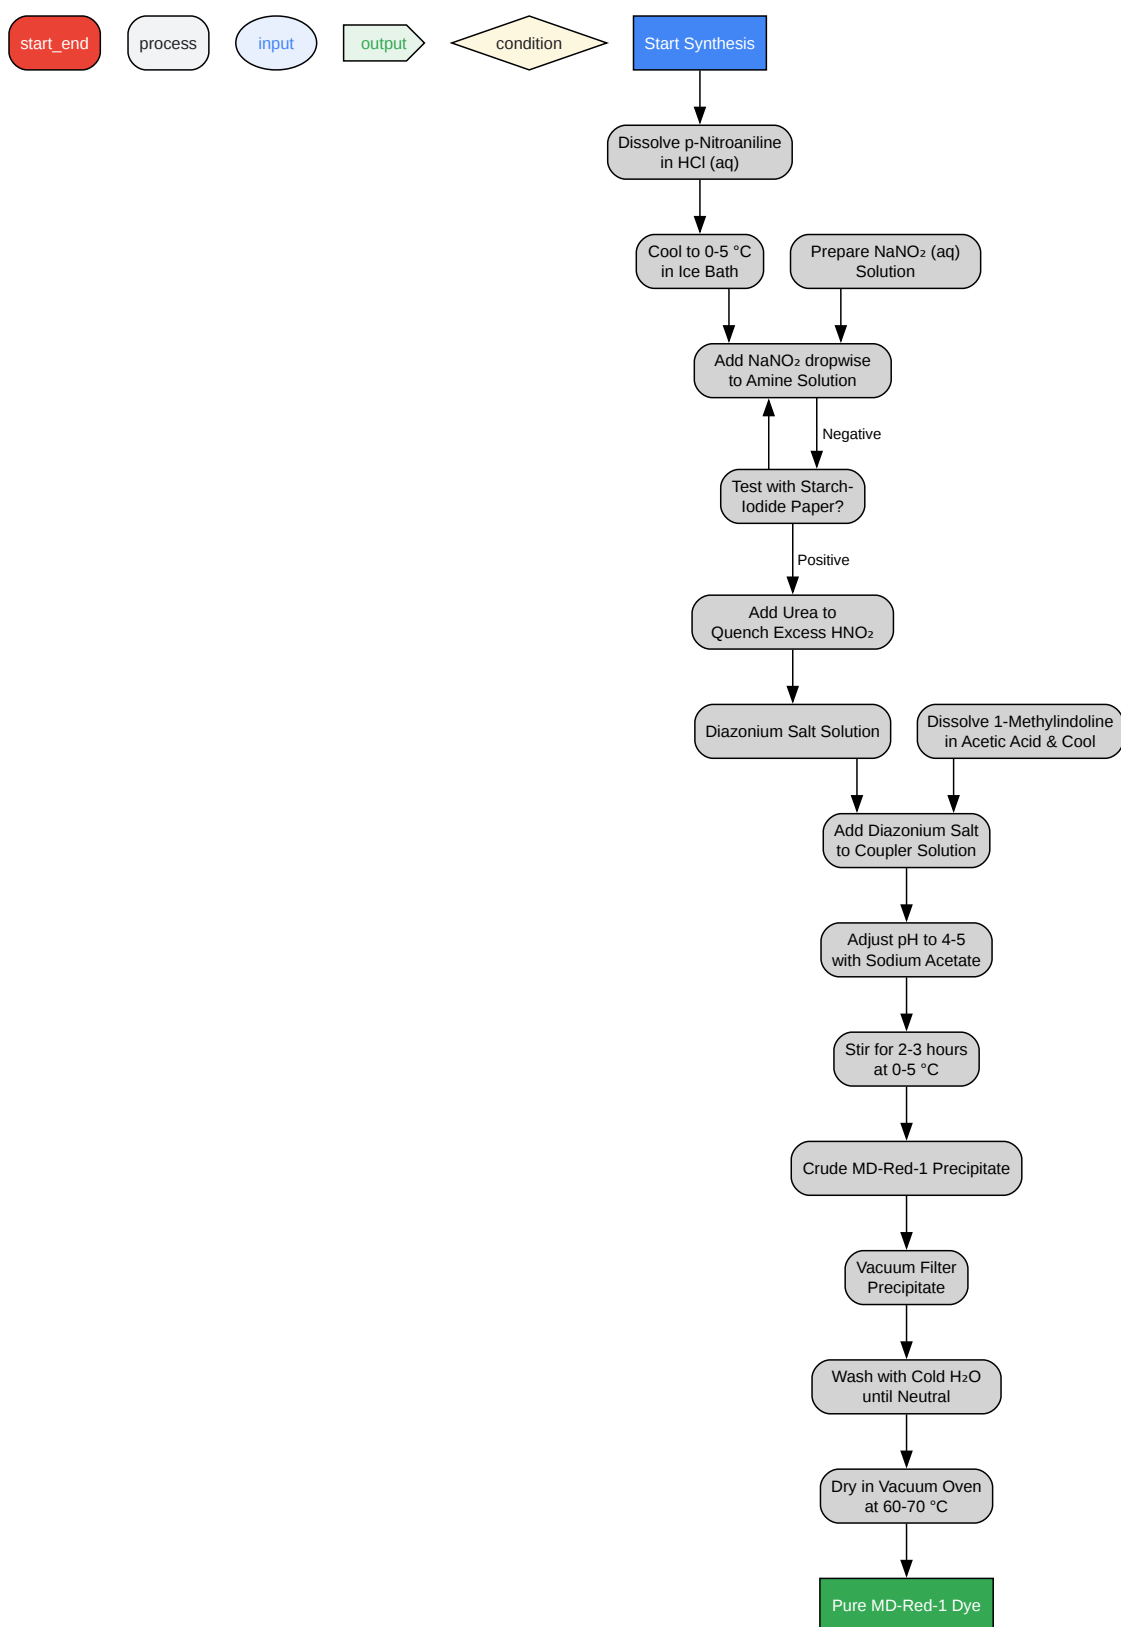 start_end
process
input
output
condition
Start Synthesis
Dissolve p-Nitroaniline
in HCl (aq)
Cool to 0-5 °C
in Ice Bath
Prepare NaNO₂ (aq)
Solution
Add NaNO₂ dropwise
to Amine Solution
Negative
Test with Starch-
Iodide Paper?
Positive
Add Urea to
Quench Excess HNO₂
Diazonium Salt Solution
Dissolve 1-Methylindoline
in Acetic Acid & Cool
Add Diazonium Salt
to Coupler Solution
Adjust pH to 4-5
with Sodium Acetate
Stir for 2-3 hours
at 0-5 °C
Crude MD-Red-1 Precipitate
Vacuum Filter
Precipitate
Wash with Cold H₂O
until Neutral
Dry in Vacuum Oven
at 60-70 °C
Pure MD-Red-1 Dye